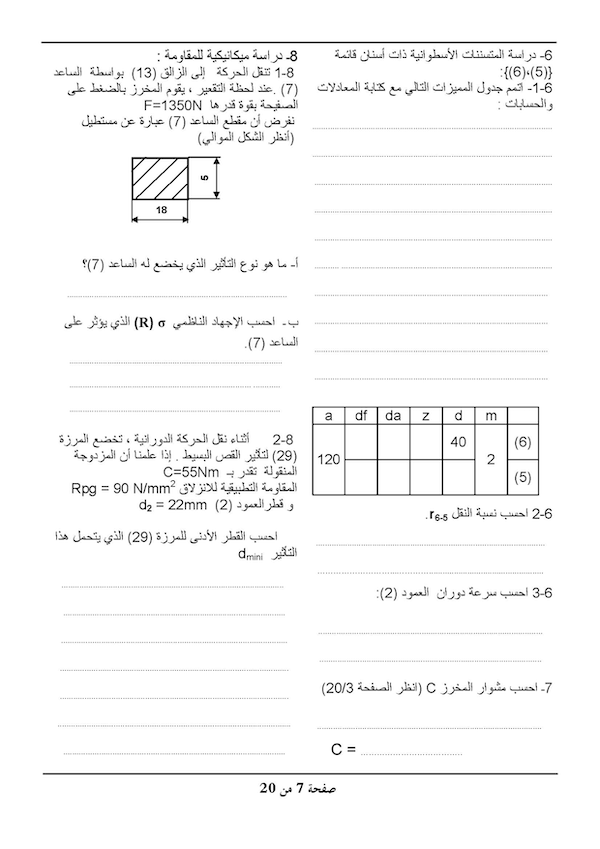 6- دراسة المتسننات الأسطوانية ذات أسنان قائمة
{(5)،(6)}:
6-1- اتمم جدول المميزات التالي مع كتابة المعادلات
والحسابات :
a df da z d m
120 40 2 (6)
(5)
6-2 احسب نسبة النقل r6-5.
6-3 احسب سرعة دوران العمود (2):
7- احسب مشوار المخرز C (انظر الصفحة 20/3)
C =
8- دراسة ميكانيكية للمقاومة :
8-1 تنقل الحركة إلى الزالق (13) بواسطة الساعد
(7) .عند لحظة التقعير ، يقوم المخرز بالضغط على
الصفيحة بقوة قدرها F=1350N
نفرض أن مقطع الساعد (7) عبارة عن مستطيل
(أنظر الشكل الموالي)
5
18
أ- ما هو نوع التأثير الذي يخضع له الساعد (7)؟
ب- احسب الإجهاد الناظمي σ (R) الذي يؤثر على
الساعد (7).
8-2 أثناء نقل الحركة الدورانية ، تخضع المرزة
(29) لتأثير القص البسيط . إذا علمنا أن المزدوجة
المنقولة تقدر بـ C=55Nm
المقاومة التطبيقية للانزلاق Rpg = 90 N/mm²
و قطرالعمود (2) d₂ = 22mm
احسب القطر الأدنى للمرزة (29) الذي يتحمل هذا
التأثير dmini
صفحة 7 من 20